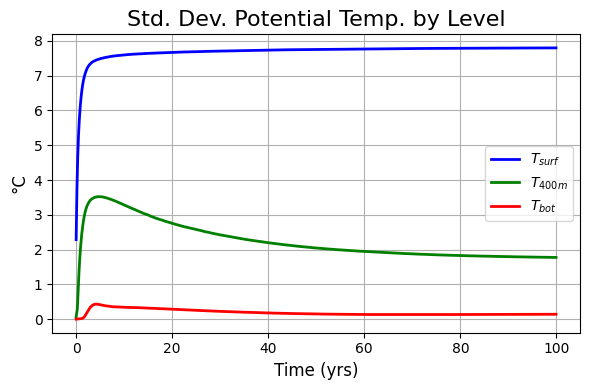 Std. Dev. Potential Temp. by Level
8
7
6
5
4
3
2
1
0
°C
T_surf
T_400m
T_bot
0 20 40 60 80 100
Time (yrs)